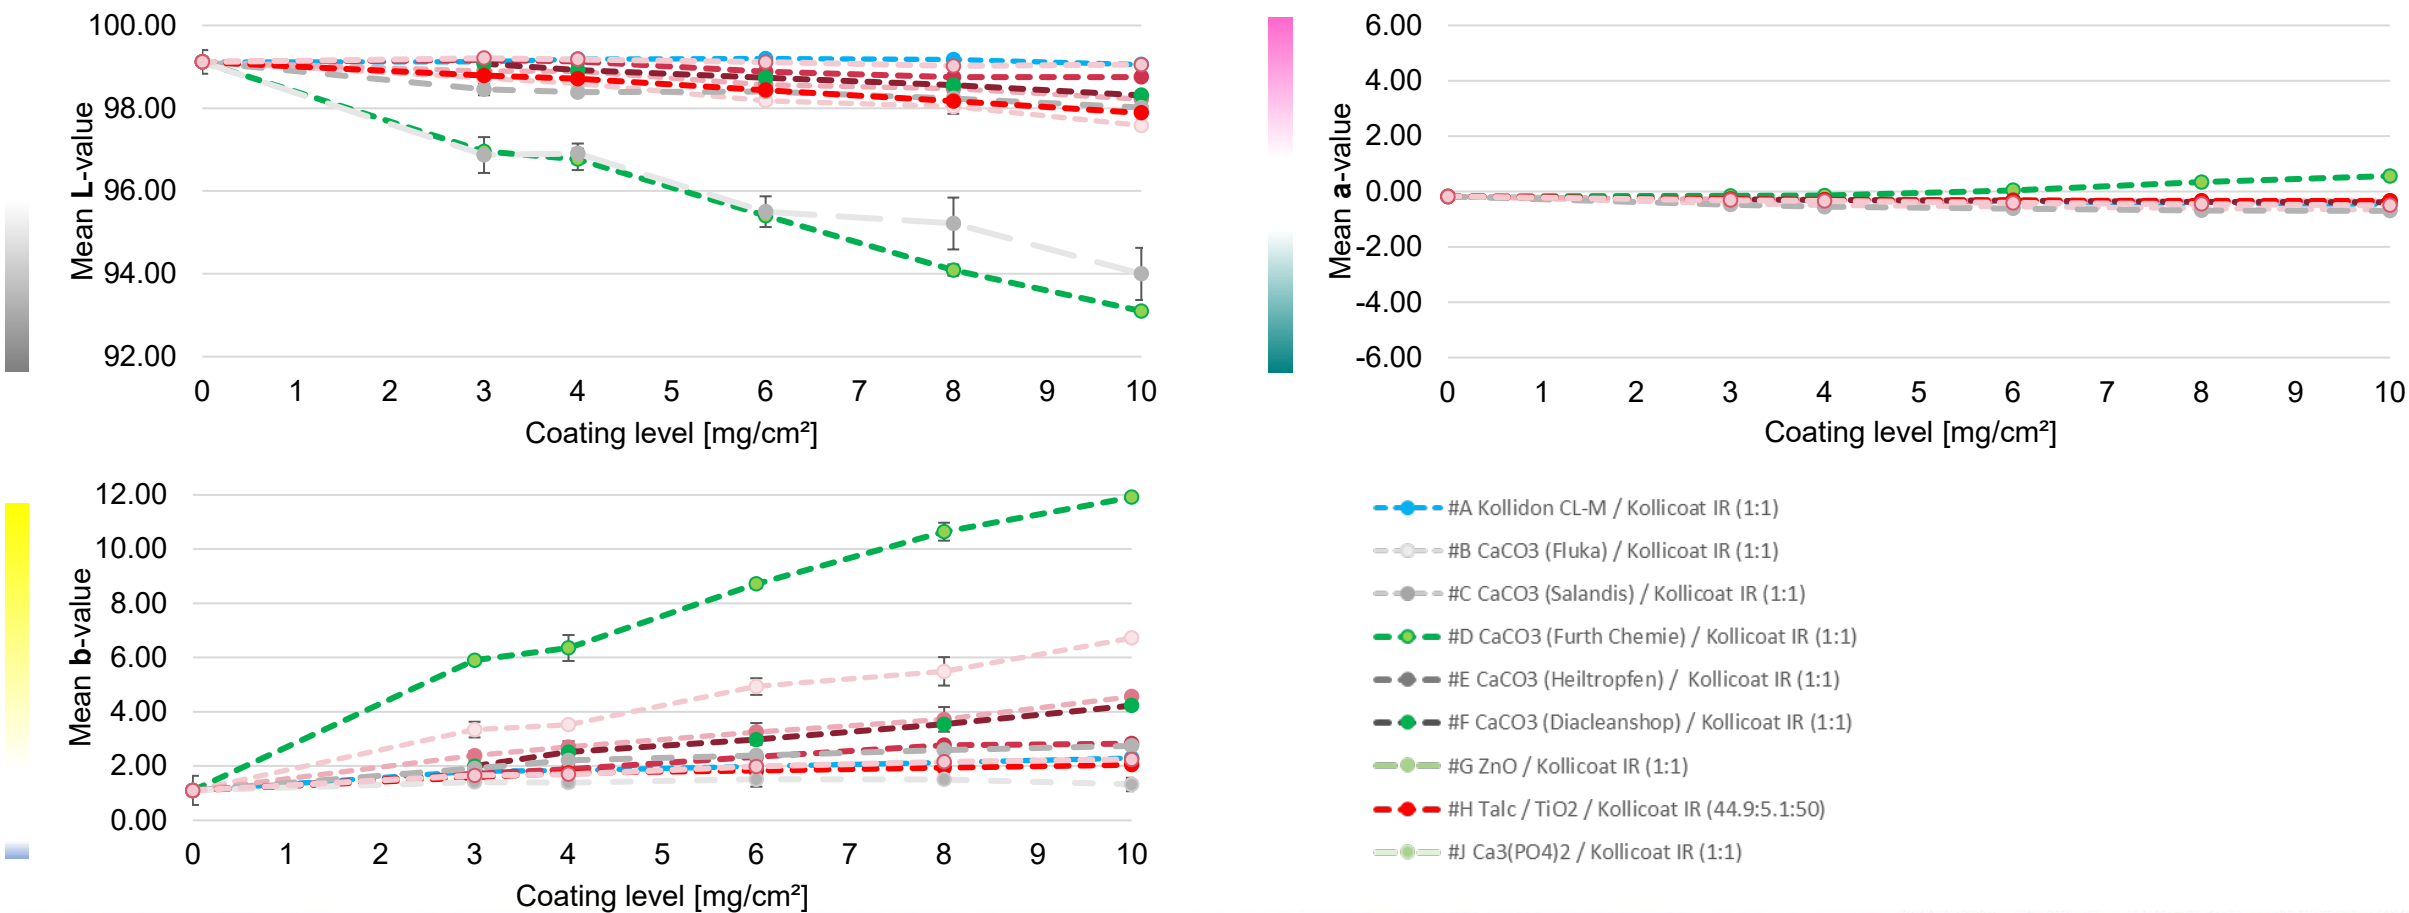 100.00
98.00
96.00
94.00
92.00
Mean L-value
0 1 2 3 4 5 6 7 8 9 10
Coating level [mg/cm²]
6.00
4.00
2.00
0.00
-2.00
-4.00
-6.00
Mean a-value
0 1 2 3 4 5 6 7 8 9 10
Coating level [mg/cm²]
12.00
10.00
8.00
6.00
4.00
2.00
0.00
Mean b-value
0 1 2 3 4 5 6 7 8 9 10
Coating level [mg/cm²]
#A Kollidon CL-M / Kollicoat IR (1:1)
#B CaCO3 (Fluka) / Kollicoat IR (1:1)
#C CaCO3 (Salandis) / Kollicoat IR (1:1)
#D CaCO3 (Furth Chemie) / Kollicoat IR (1:1)
#E CaCO3 (Heiltropfen) / Kollicoat IR (1:1)
#F CaCO3 (Diacleanshop) / Kollicoat IR (1:1)
#G ZnO / Kollicoat IR (1:1)
#H Talc / TiO2 / Kollicoat IR (44.9:5.1:50)
#J Ca3(PO4)2 / Kollicoat IR (1:1)